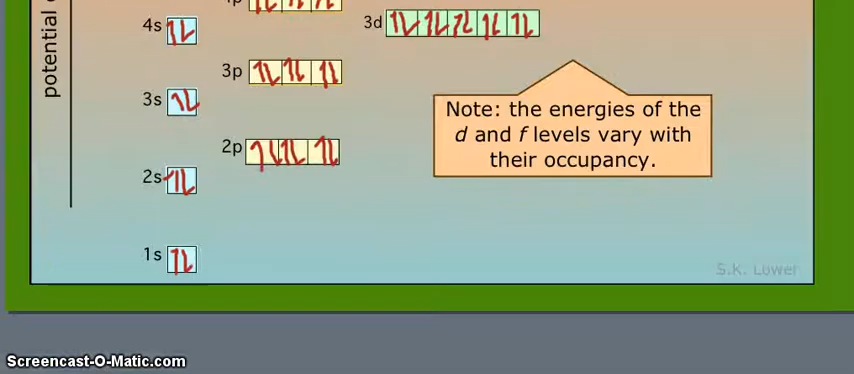 potential
4s
3d
3p
3s
Note: the energies of the
d and f levels vary with
their occupancy.
2p
2s
1s
S.K. Lower
Screencast-O-Matic.com